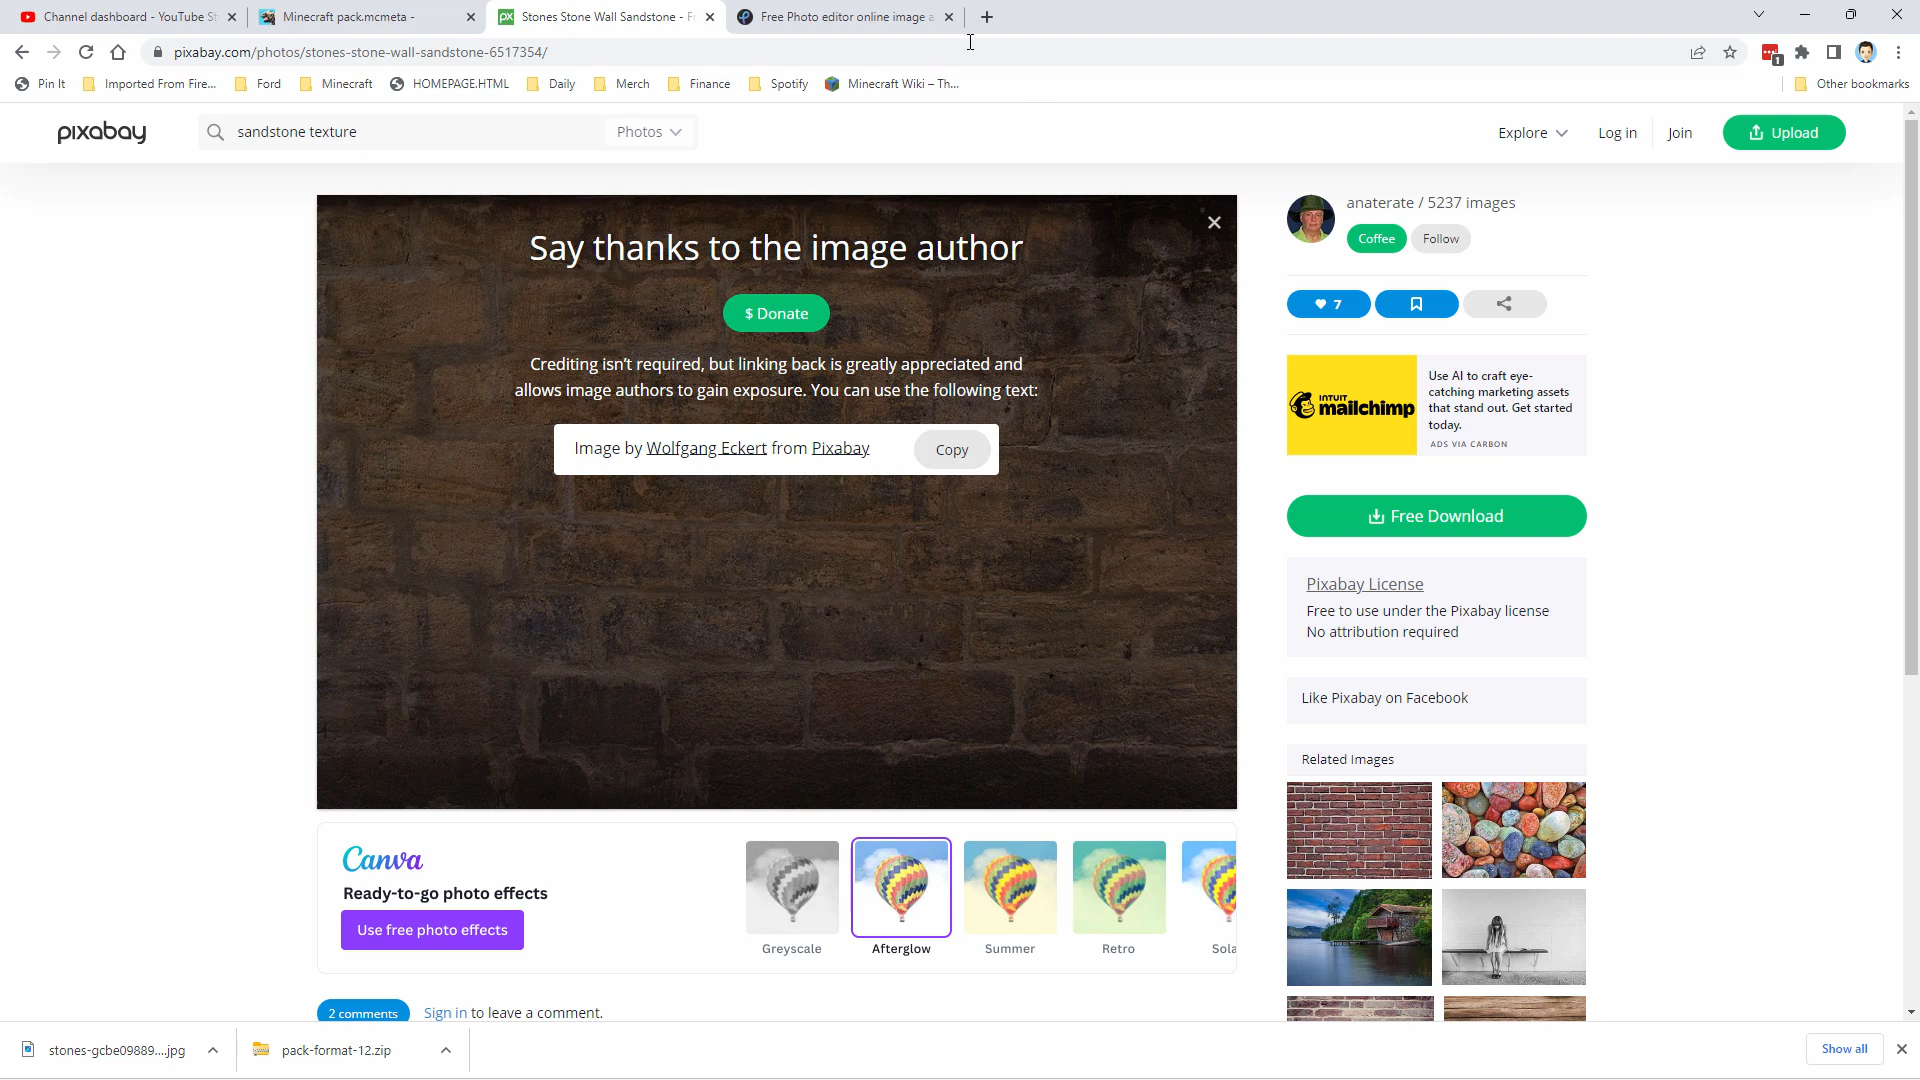 Channel dashboard - YouTube St
Minecraft pack.mcmeta -
Stones Stone Wall Sandstone - Fr
Free Photo editor online image a
pixabay.com/photos/stones-stone-wall-sandstone-6517354/
1
Pin It
Imported From Fire...
Ford
Minecraft
HOMEPAGE.HTML
Daily
Merch
Finance
Spotify
Minecraft Wiki – Th...
Other bookmarks
pixabay
sandstone texture
Photos
Explore
Log in
Join
Upload
Say thanks to the image author
$ Donate
Crediting isn't required, but linking back is greatly appreciated and
allows image authors to gain exposure. You can use the following text:
Image by Wolfgang Eckert from Pixabay
Copy
anaterate / 5237 images
Coffee
Follow
7
INTUIT
mailchimp
Use AI to craft eye-
catching marketing assets
that stand out. Get started
today.
ADS VIA CARBON
Free Download
Pixabay License
Free to use under the Pixabay license
No attribution required
Like Pixabay on Facebook
Related Images
Canva
Ready-to-go photo effects
Use free photo effects
Greyscale
Afterglow
Summer
Retro
Sola
2 comments
Sign in to leave a comment.
stones-gcbe09889....jpg
pack-format-12.zip
Show all